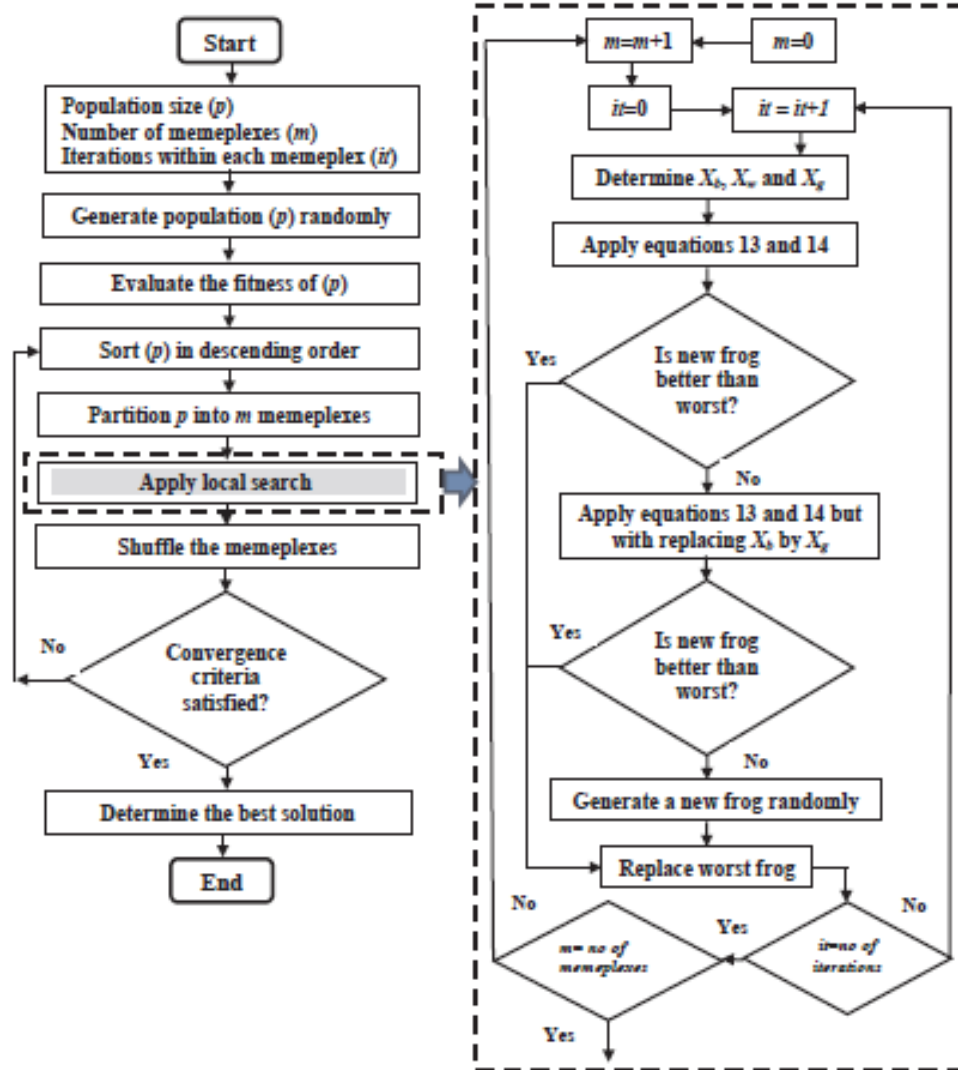 Start
Population size (p)
Number of memeplexes (m)
Iterations within each memeplex (it)
Generate population (p) randomly
Evaluate the fitness of (p)
Sort (p) in descending order
Partition p into m memeplexes
Apply local search
Shuffle the memeplexes
No
Convergence
criteria
satisfied?
Yes
Determine the best solution
End
m=m+1
m=0
it=0
it = it+1
Determine Xb, Xw and Xg
Apply equations 13 and 14
Yes
Is new frog
better than
worst?
No
Apply equations 13 and 14 but
with replacing Xb by Xg
Yes
Is new frog
better than
worst?
No
Generate a new frog randomly
Replace worst frog
No
Yes
No
m= no of
memeplexes
it=no of
iterations
Yes